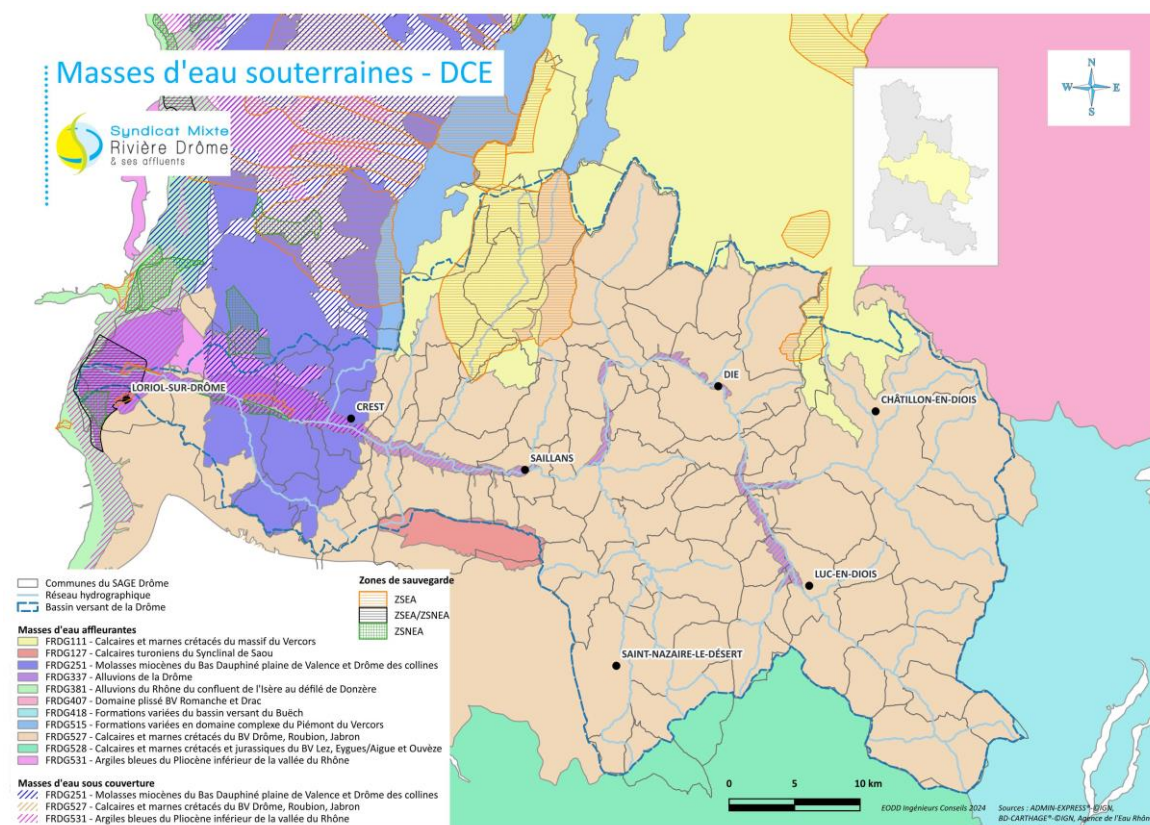 Masses d'eau souterraines - DCE
Syndicat Mixte
Rivière Drôme
& ses affluents
N
W E
S
LORIOL-SUR-DRÔME
CREST
SAILLANS
DIE
CHÂTILLON-EN-DIOIS
LUC-EN-DIOIS
SAINT-NAZAIRE-LE-DÉSERT
Communes du SAGE Drôme
Réseau hydrographique
Bassin versant de la Drôme
Zones de sauvegarde
ZSEA
ZSEA/ZSNEA
ZSNEA
Masses d'eau affleurantes
FRDG111 - Calcaires et marnes crétacés du massif du Vercors
FRDG127 - Calcaires turoniens du Synclinal de Saou
FRDG251 - Molasses miocènes du Bas Dauphiné plaine de Valence et Drôme des collines
FRDG337 - Alluvions de la Drôme
FRDG381 - Alluvions du Rhône du confluent de l'Isère au défilé de Donzère
FRDG407 - Domaine plissé BV Romanche et Drac
FRDG418 - Formations variées du bassin versant du Buëch
FRDG515 - Formations variées en domaine complexe du Piémont du Vercors
FRDG527 - Calcaires et marnes crétacés du BV Drôme, Roubion, Jabron
FRDG528 - Calcaires et marnes crétacés et jurassiques du BV Lez, Eygues/Aigue et Ouvèze
FRDG531 - Argiles bleues du Pliocène inférieur de la vallée du Rhône
Masses d'eau sous couverture
FRDG251 - Molasses miocènes du Bas Dauphiné plaine de Valence et Drôme des collines
FRDG527 - Calcaires et marnes crétacés du BV Drôme, Roubion, Jabron
FRDG531 - Argiles bleues du Pliocène inférieur de la vallée du Rhône
0 5 10 km
EODD Ingénieurs Conseils 2024
Sources : ADMIN-EXPRESS®-©IGN,
BD-CARTHAGE®-©IGN, Agence de l'Eau Rhôn